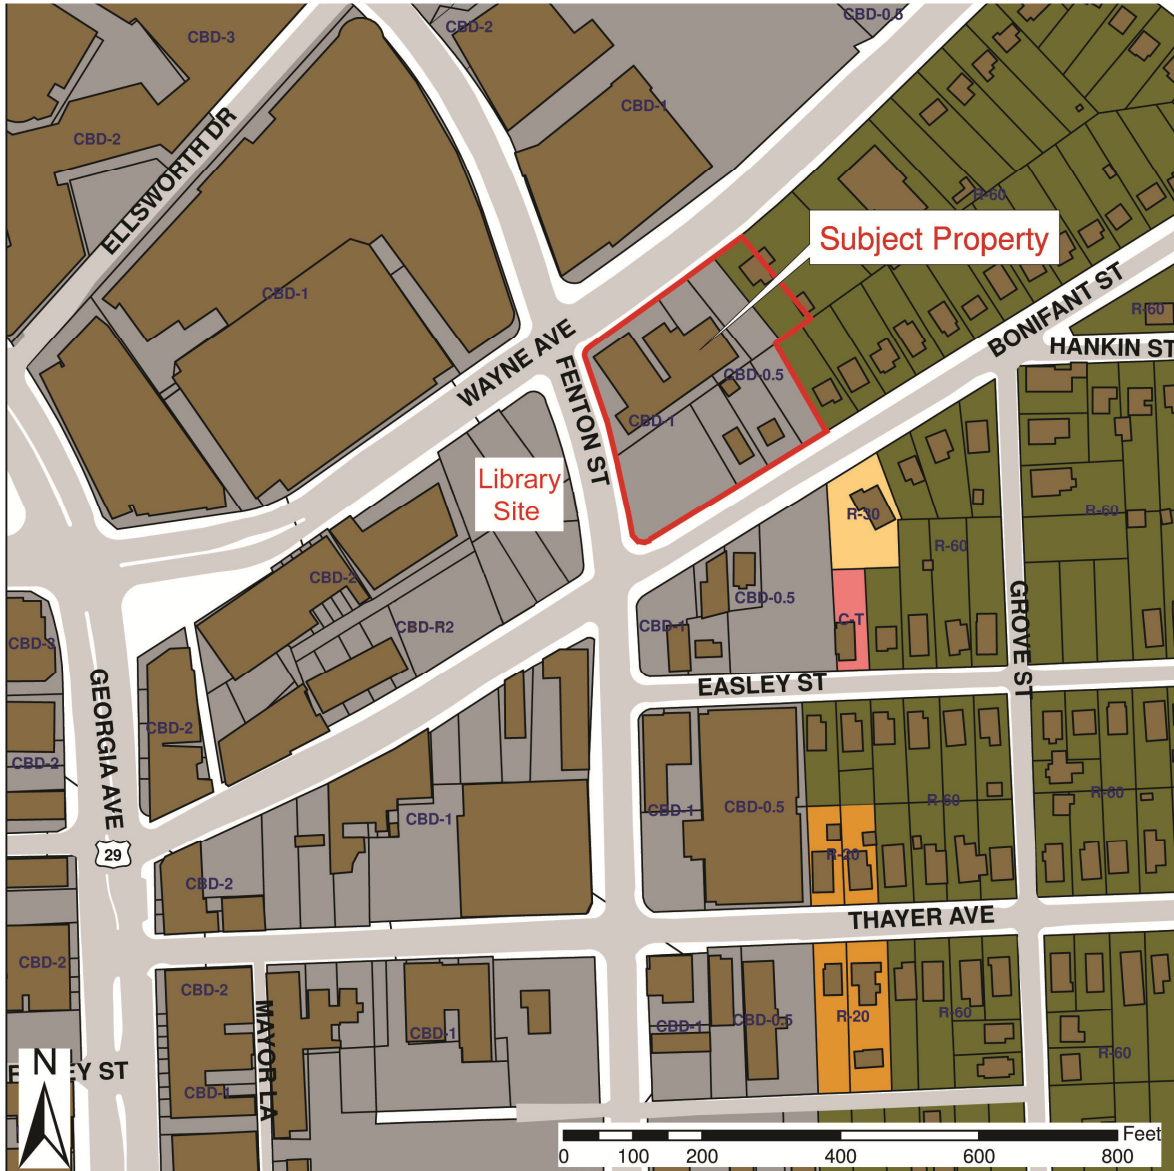 CBD-3
CBD-2
CBD-0.5
CBD-1
CBD-2
ELLSWORTH DR
R-60
Subject Property
BONIFANT ST
CBD-1
R-60
HANKIN ST
WAYNE AVE
FENTON ST
CBD-0.5
CBD-1
Library
Site
R-30
R-60
R-60
CBD-2
CBD-0.5
C-T
GROVE ST
CBD-3
CBD-R2
CBD-1
EASLEY ST
GEORGIA AVE
CBD-2
CBD-2
CBD-1
CBD-1
CBD-0.5
R-60
R-60
29
R-20
CBD-2
THAYER AVE
CBD-2
CBD-2
MAYOR LA
CBD-1
CBD-1
CBD-0.5
R-20
R-60
R-60
N
EY ST
CBD-1
Feet
0 100 200 400 600 800